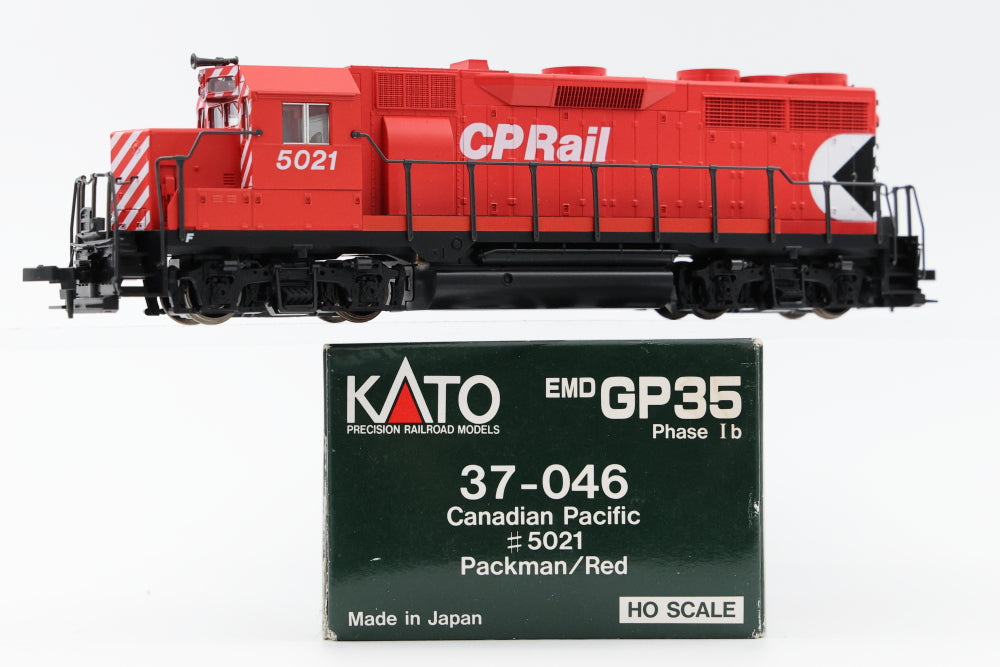 5021
CPRail
F
KATO
PRECISION RAILROAD MODELS
EMD GP35
Phase Ib
37-046
Canadian Pacific
#5021
Packman/Red
Made in Japan
HO SCALE